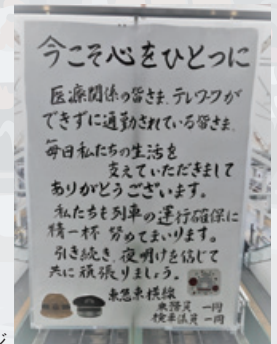 今こそ心をひとつに
医療関係の皆さま、テレワークが
できずに通勤されている皆さま、
毎日私たちの生活を
支えていただきまして
ありがとうございます。
私たちも列車の運行確保に
精一杯 努めてまいります。
引き続き、夜明けを信じて
共に頑張りましょう。
東急東横線
乗務員一同
検車係員一同
ジ